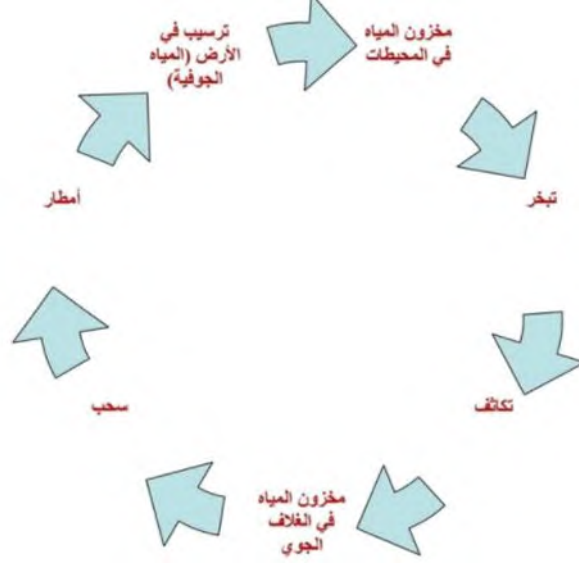 مخزون المياه
في المحيطات
تبخر
تكاثف
مخزون المياه
في الغلاف
الجوي
سحب
أمطار
ترسيب في
الأرض (المياه
الجوفية)